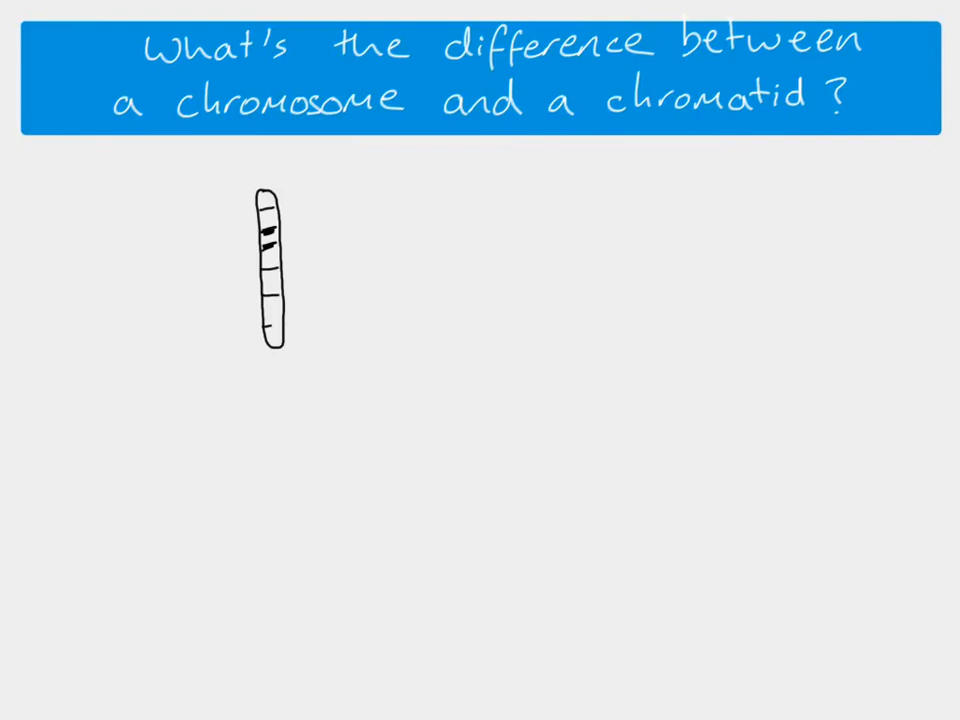 What's the difference between
a chromosome and a chromatid?